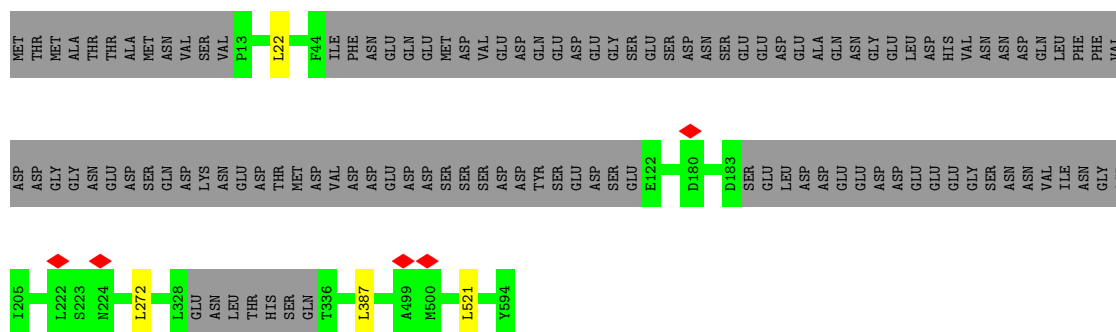 MET THR MET ALA THR THR ALA MET ASN VAL SER VAL P13 L22 F44 ILE PHE ASN GLU GLN GLU MET ASP VAL GLU ASP GLN GLU ASP GLU GLY SER GLU SER ASP ASN SER GLU GLU ASP GLU ALA GLN ASN GLY GLU LEU ASP HIS VAL ASN ASN ASP GLN LEU PHE PHE VAL
ASP ASP GLY GLY ASN GLU ASP SER GLN ASP LYS ASN GLU ASP THR MET ASP VAL ASP ASP GLU ASP ASP SER SER SER ASP ASP TYR SER GLU ASP SER GLU E122 D180 D183 SER GLU LEU ASP ASP GLU GLU ASP ASP GLU GLU GLU GLY SER ASN ASN VAL ILE ASN GLY
I205 L222 S223 N224 L272 L328 GLU ASN LEU THR HIS SER GLN T336 L387 A499 M500 L521 Y594